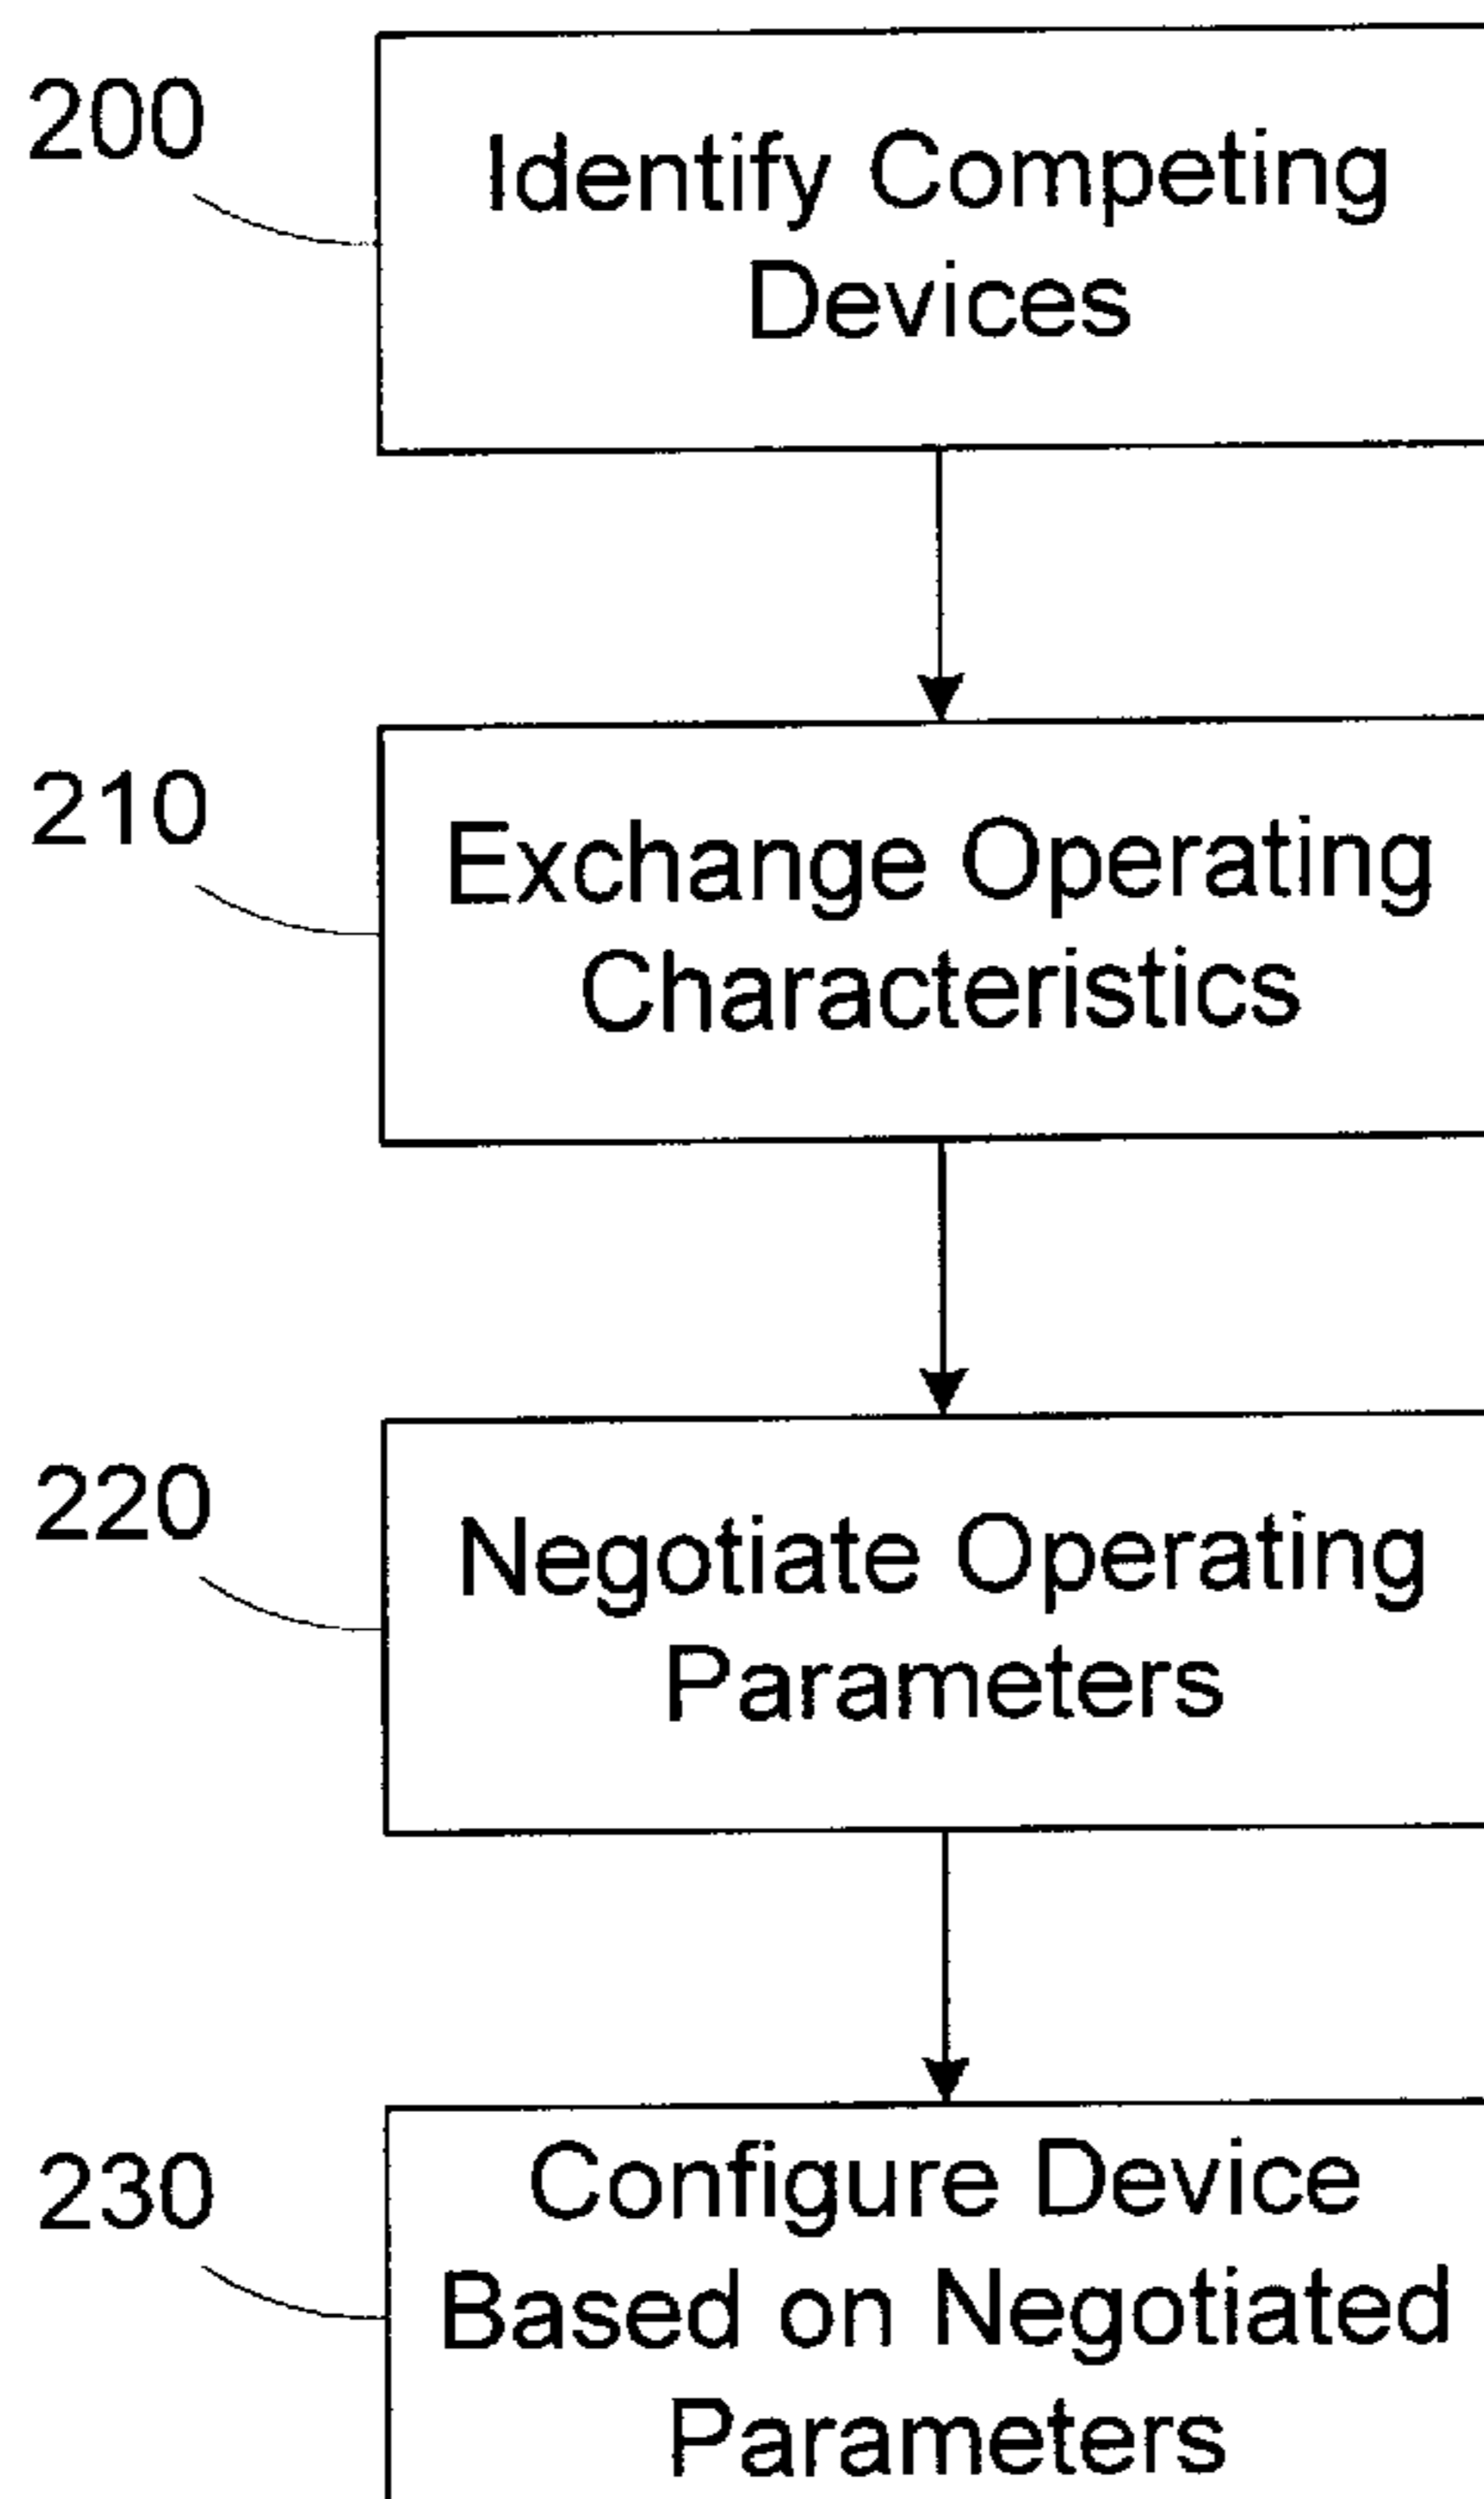 200
Identify Competing
Devices
210
Exchange Operating
Characteristics
220
Negotiate Operating
Parameters
230
Configure Device
Based on Negotiated
Parameters